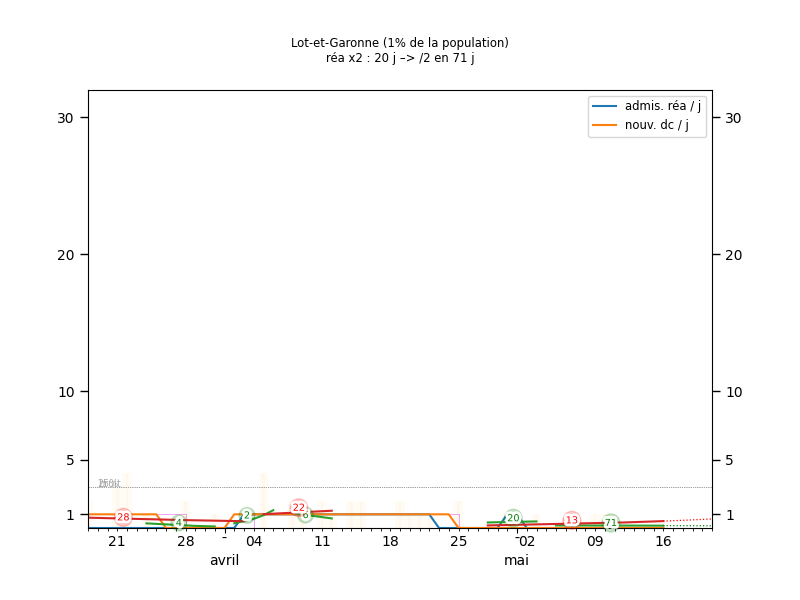 Lot-et-Garonne (1% de la population)
réa x2 : 20 j –> /2 en 71 j
admis. réa / j
nouv. dc / j
30 30
20 20
10 10
5 5
1 1
28 4 2 22 6 20 13 71
21 28 04 11 18 25 02 09 16
avril mai